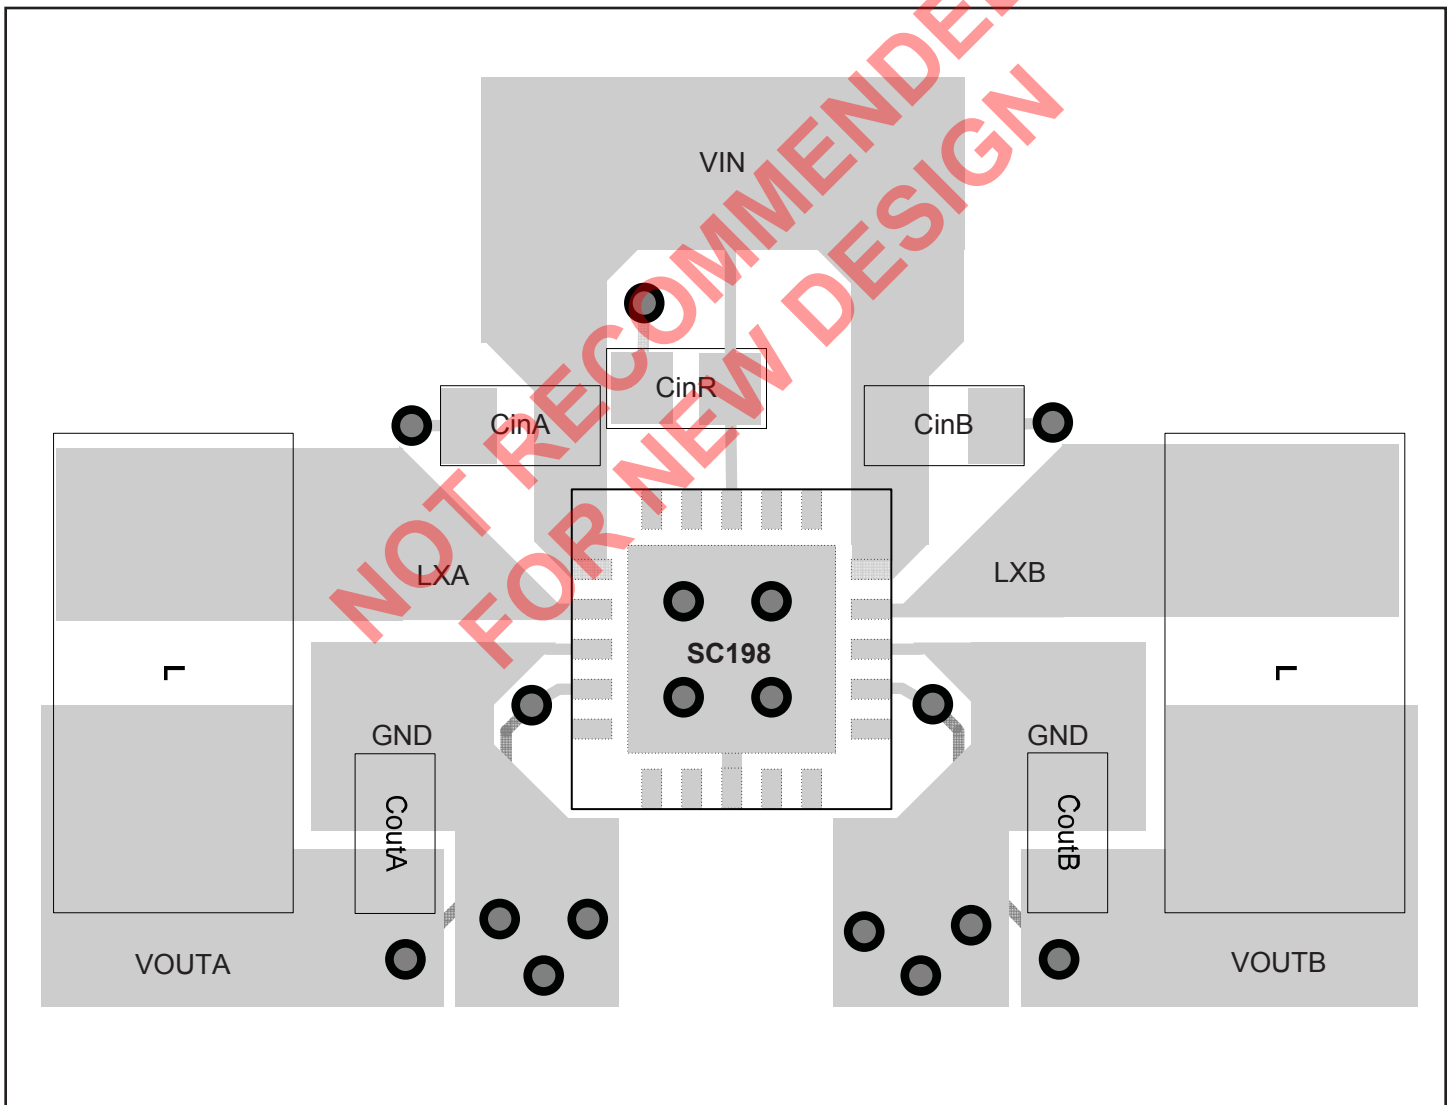 VIN
NOT RECOMMENDED
FOR NEW DESIGN
CinR
CinA
CinB
LXA
LXB
SC198
L
L
GND
GND
CoutA
CoutB
VOUTA
VOUTB